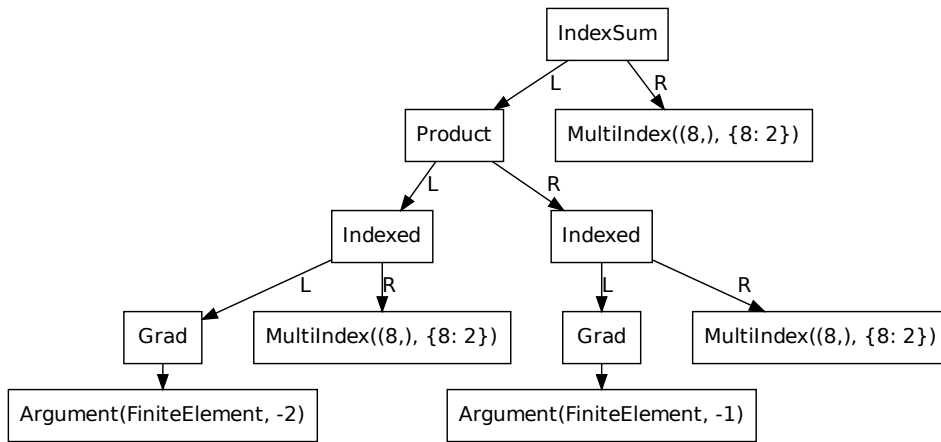 IndexSum
L
R
Product
MultiIndex((8,), {8: 2})
L
R
Indexed
Indexed
L
R
L
R
Grad
MultiIndex((8,), {8: 2})
Grad
MultiIndex((8,), {8: 2})
Argument(FiniteElement, -2)
Argument(FiniteElement, -1)